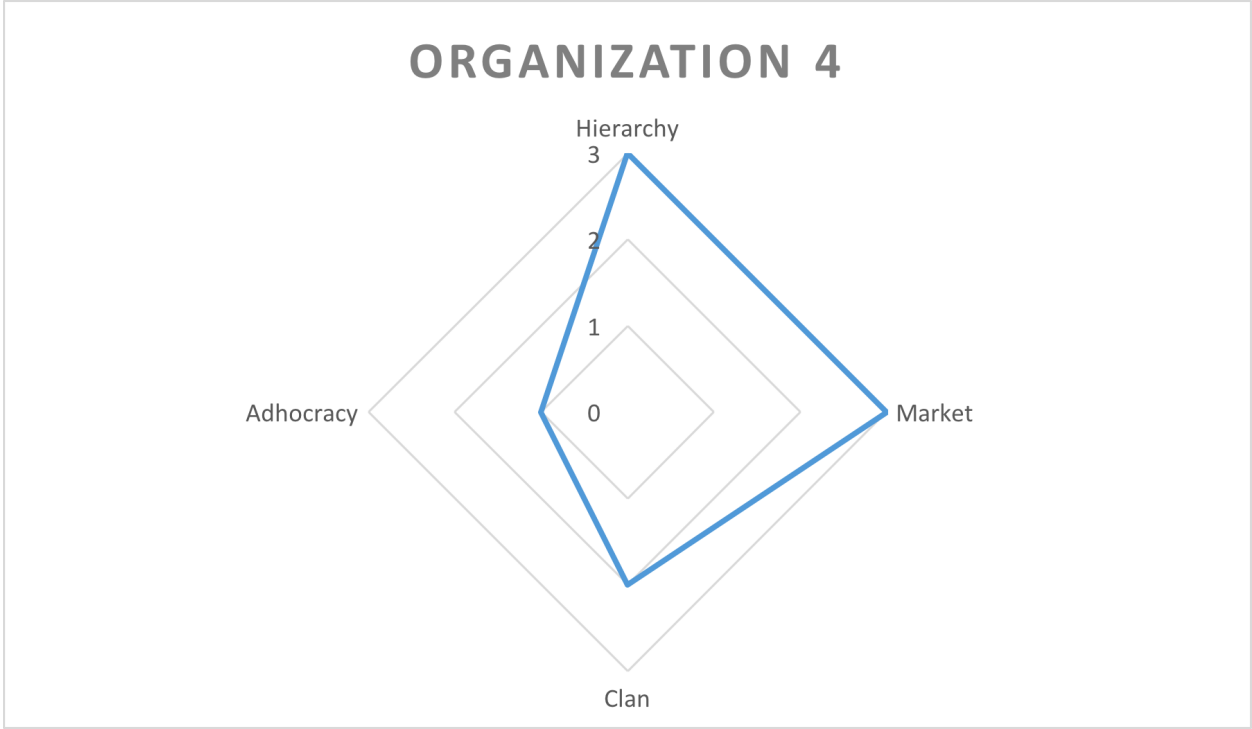 ORGANIZATION 4
Hierarchy
3
2
1
Adhocracy
0
Market
Clan